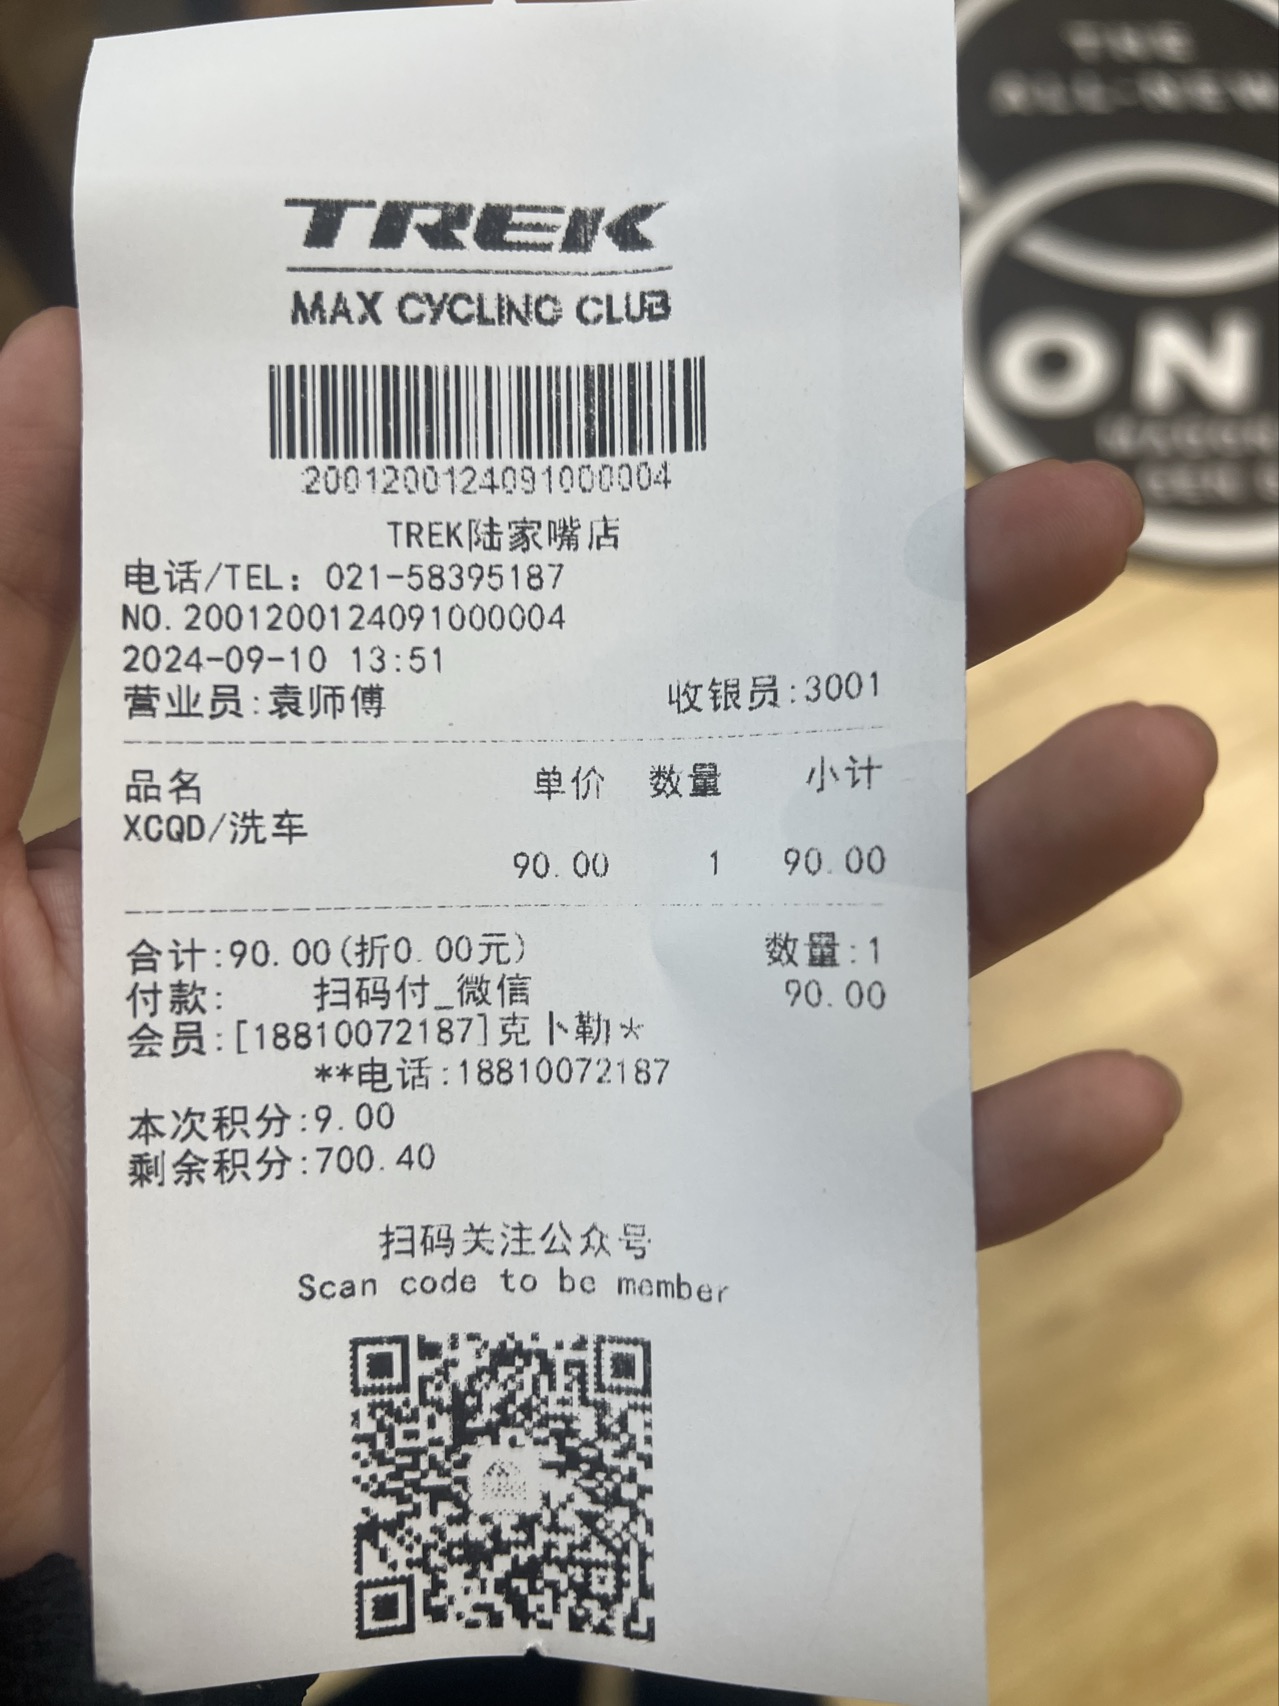 THE
ALL-NEW
ON
TREK
MAX CYCLING CLUB
2001200124091000004
TREK陆家嘴店
电话/TEL: 021-58395187
NO.2001200124091000004
2024-09-10 13:51
营业员:袁师傅 收银员:3001
品名 单价 数量 小计
XCQD/洗车
90.00 1 90.00
合计:90.00(折0.00元) 数量:1
付款: 扫码付_微信 90.00
会员:[18810072187]克卜勒*
**电话:18810072187
本次积分:9.00
剩余积分:700.40
扫码关注公众号
Scan code to be member